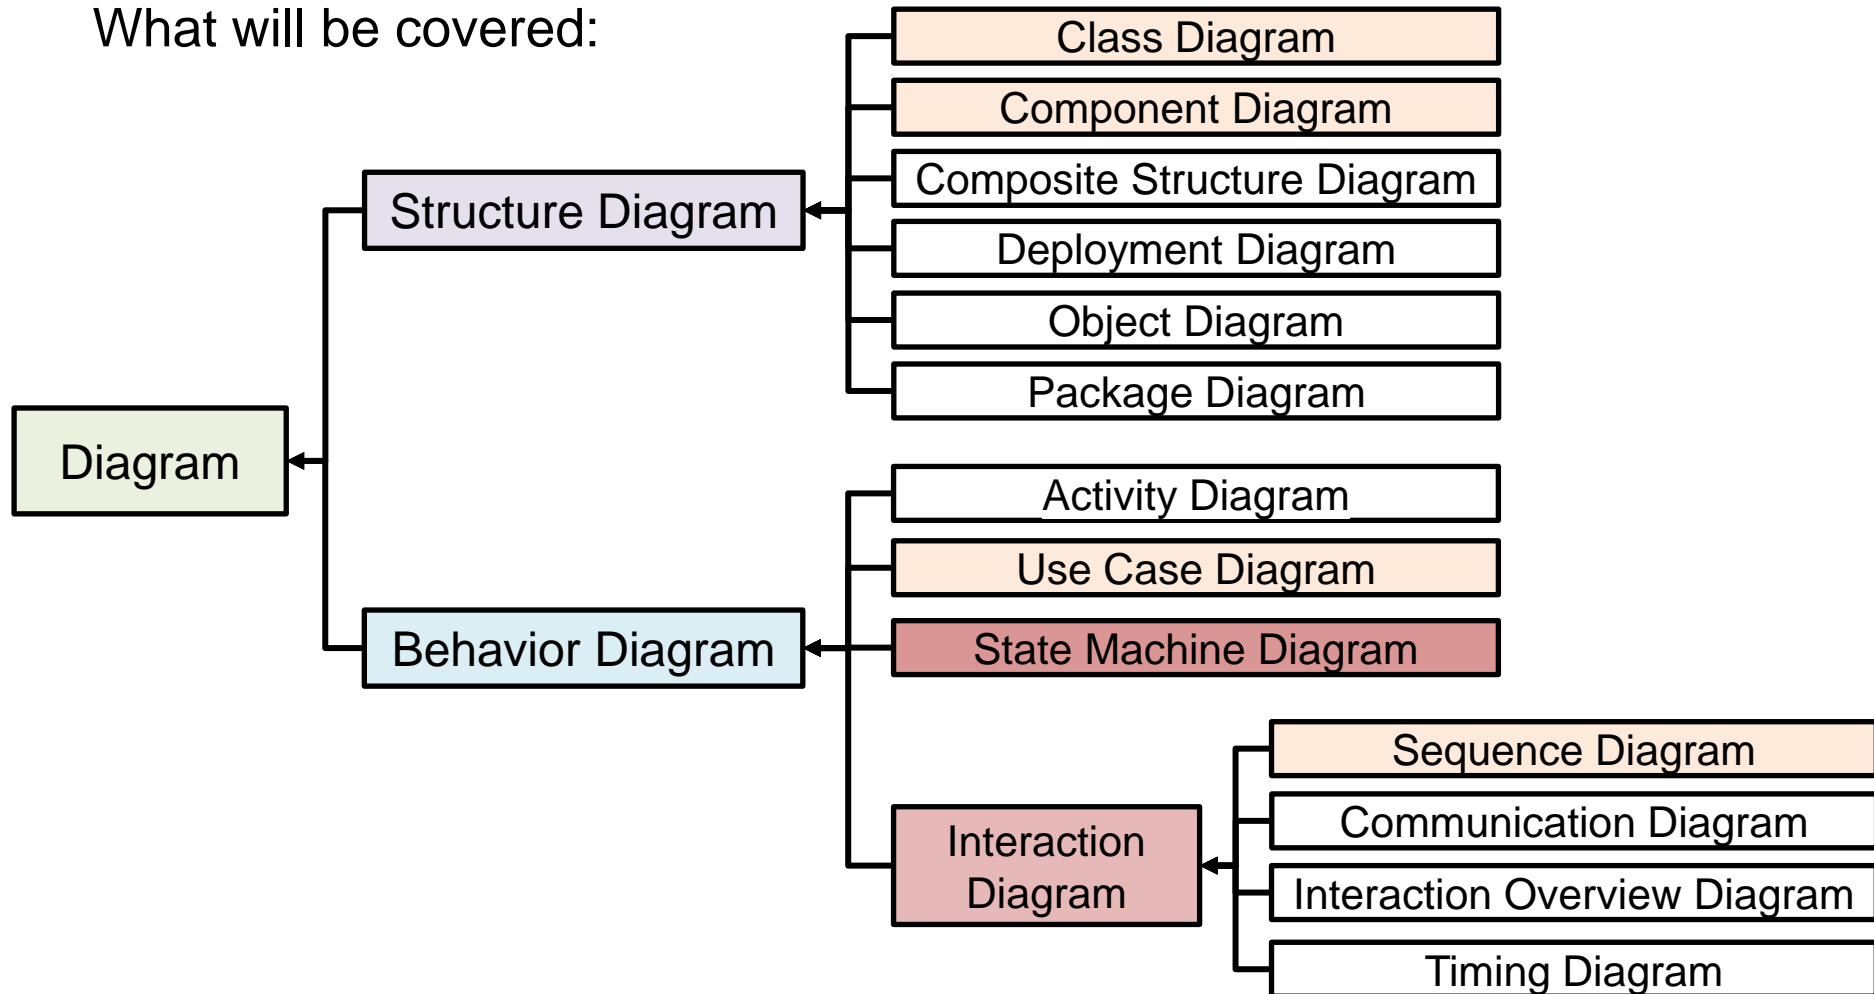 What will be covered:
Class Diagram
Component Diagram
Composite Structure Diagram
Structure Diagram
Deployment Diagram
Object Diagram
Package Diagram
Diagram
Activity Diagram
Use Case Diagram
Behavior Diagram
State Machine Diagram
Sequence Diagram
Interaction
Diagram
Communication Diagram
Interaction Overview Diagram
Timing Diagram